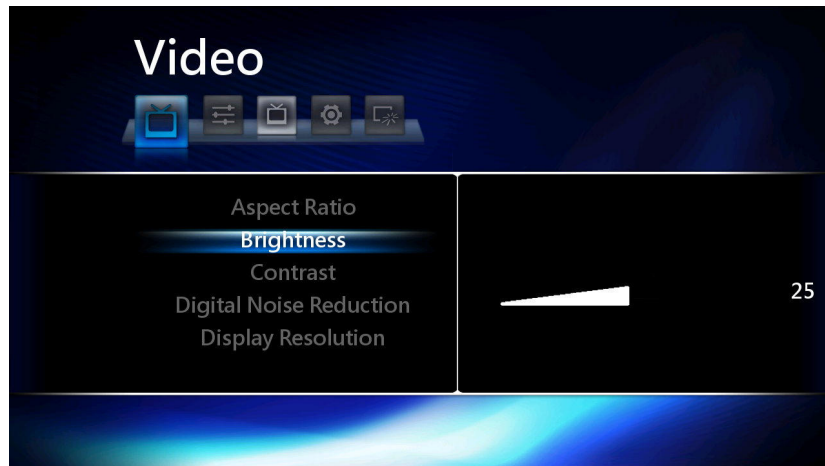 Video
Aspect Ratio
Brightness
Contrast
Digital Noise Reduction
Display Resolution
25